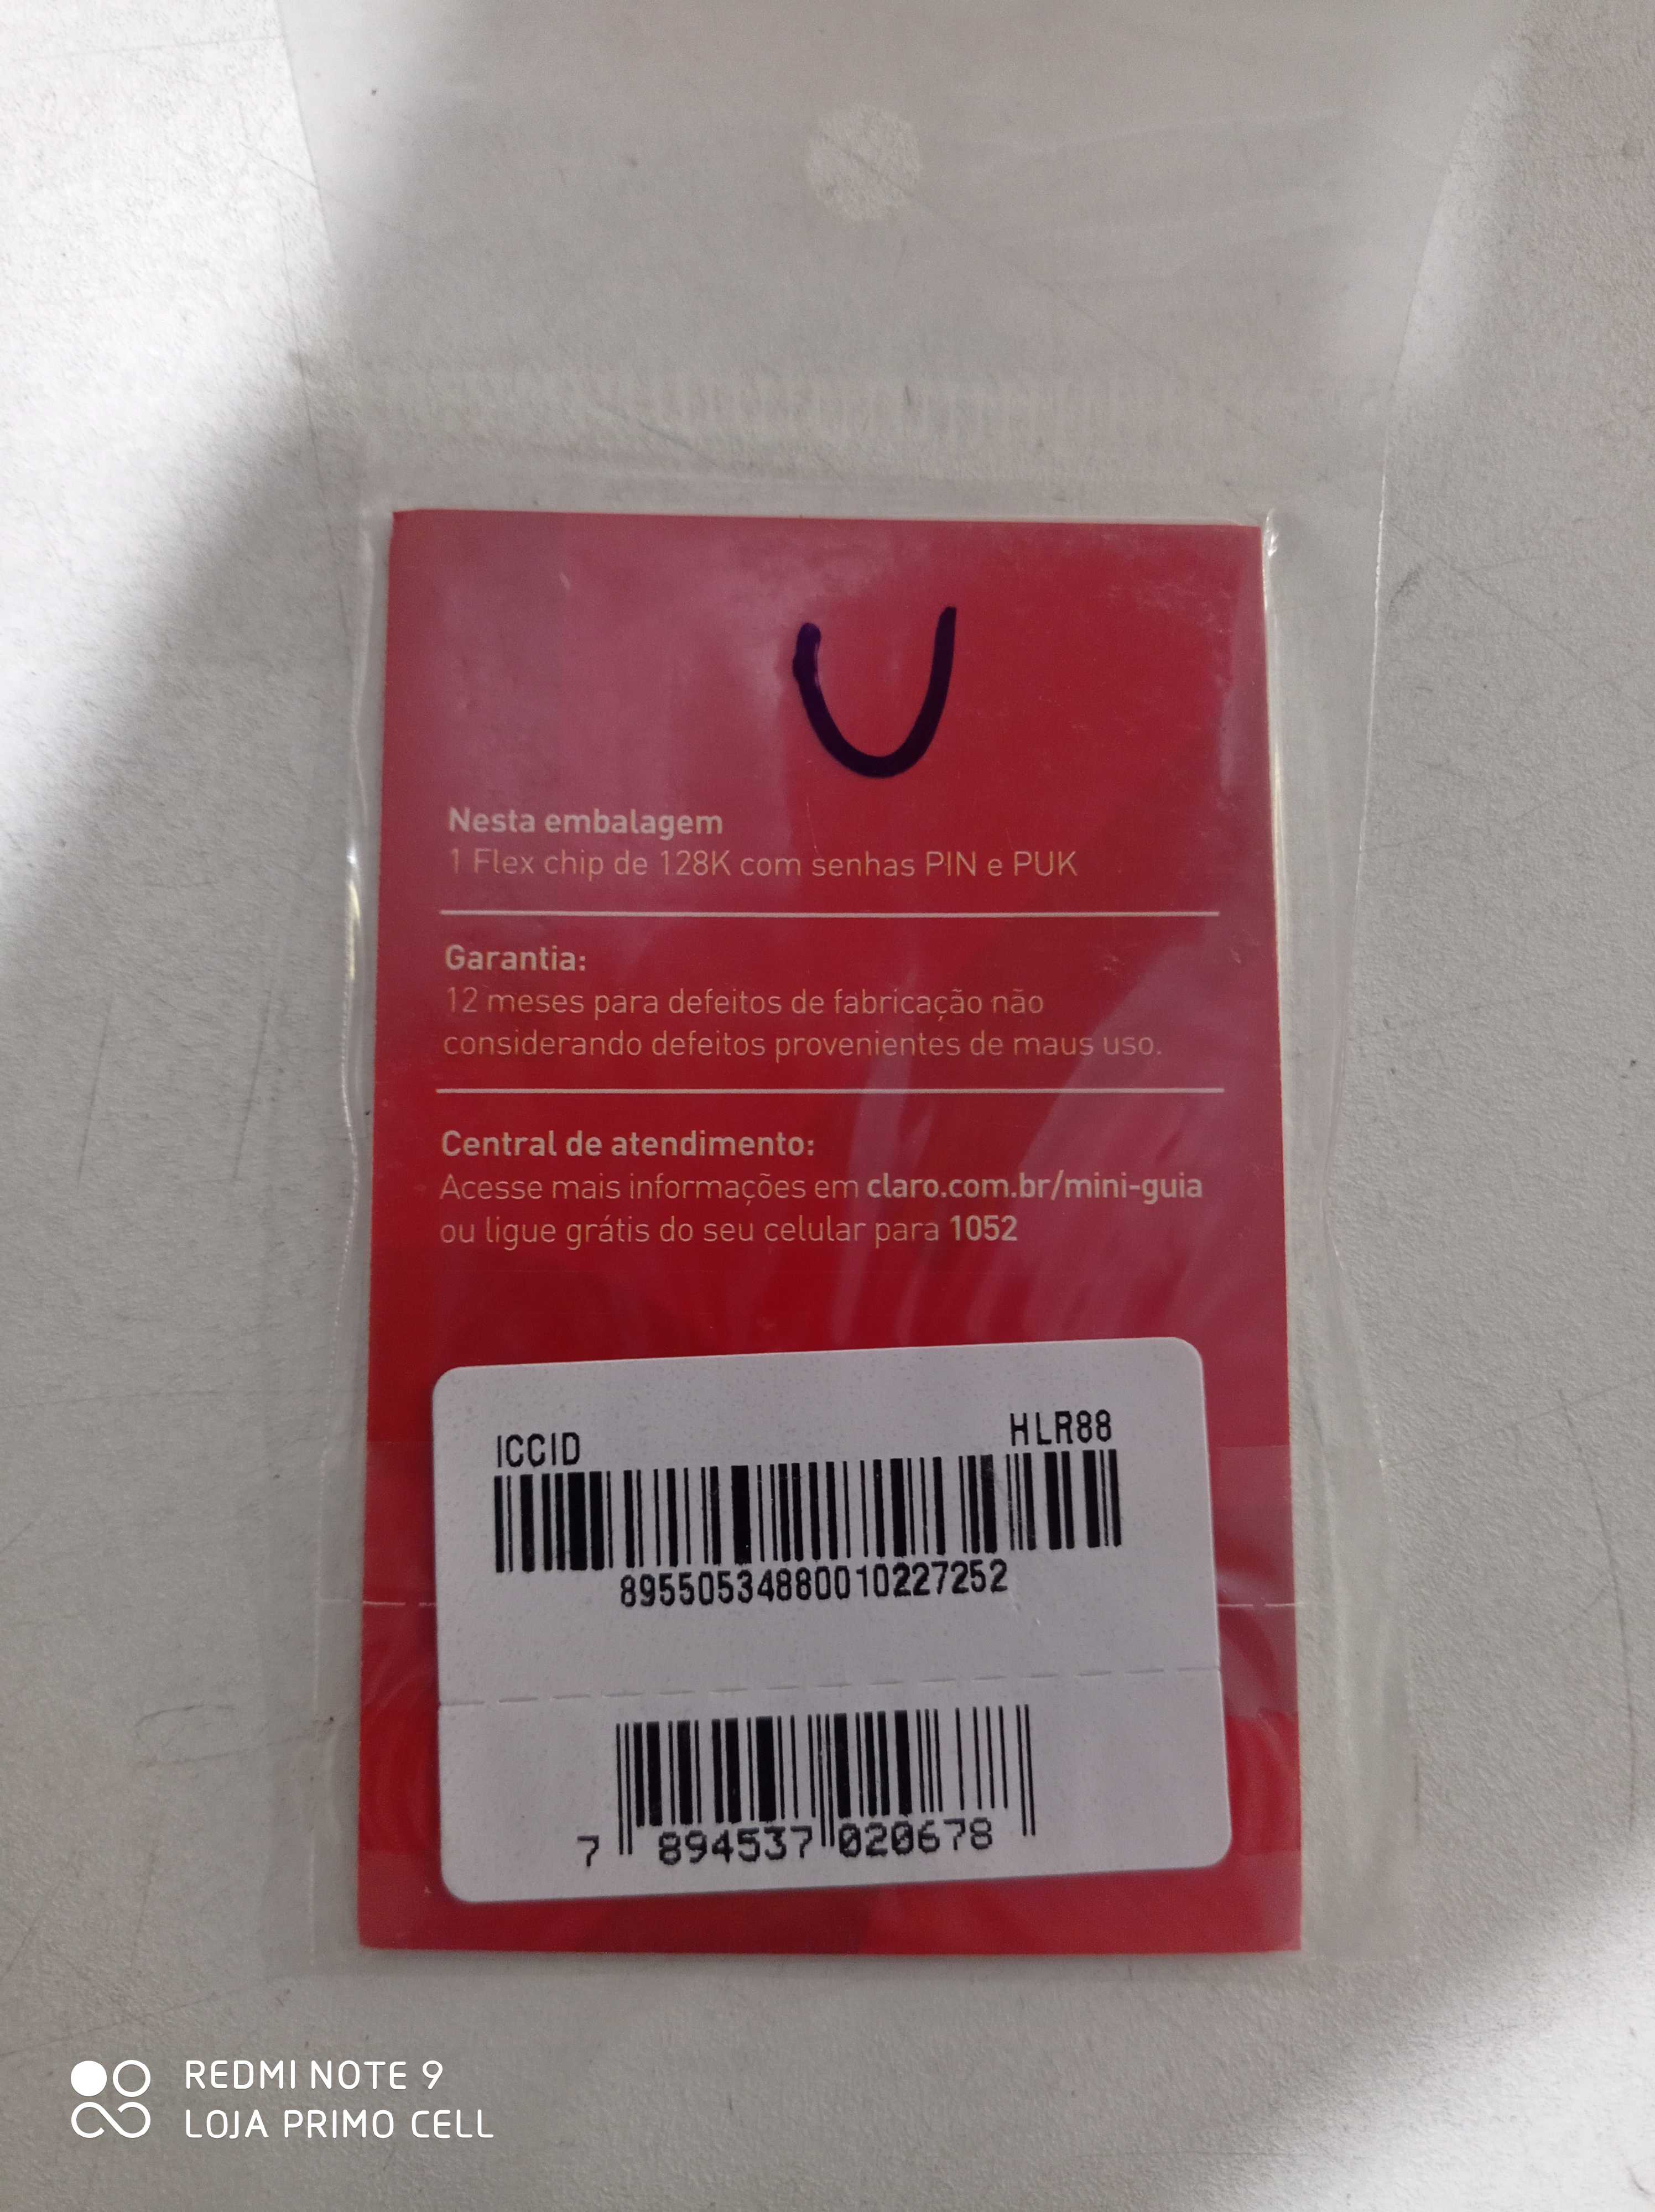 U
Nesta embalagem
1 Flex chip de 128K com senhas PIN e PUK
Garantia:
12 meses para defeitos de fabricação não
considerando defeitos provenientes de maus uso.
Central de atendimento:
Acesse mais informações em claro.com.br/mini-guia
ou ligue grátis do seu celular para 1052
ICCID HLR88
89550534880010227252
7 894537 020678
REDMI NOTE 9
LOJA PRIMO CELL